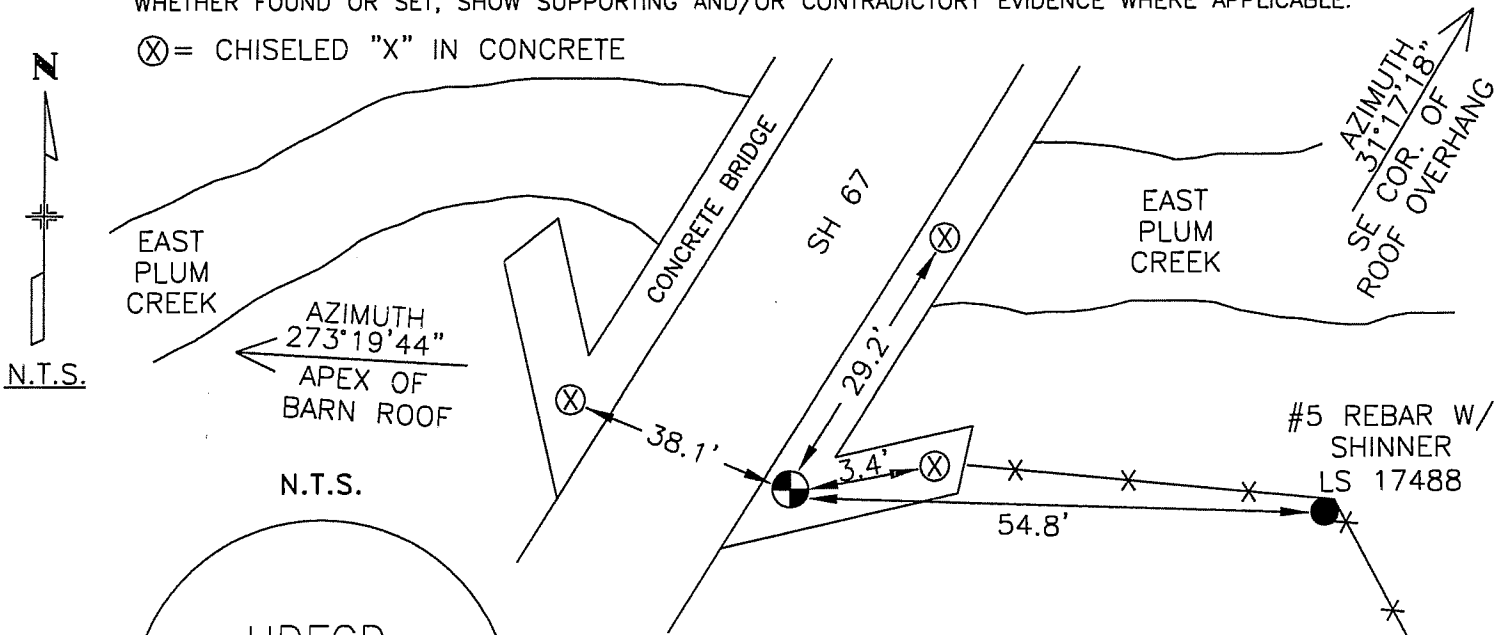 WHETHER FOUND OR SET, SHOW SUPPORTING AND/OR CONTRADICTORY EVIDENCE WHERE APPLICABLE.
Ⓧ= CHISELED "X" IN CONCRETE
N
N.T.S.
EAST
PLUM
CREEK
AZIMUTH
273°19'44"
APEX OF
BARN ROOF
N.T.S.
CONCRETE BRIDGE
SH 67
X
X
X
38.1'
29.2'
3.4'
54.8'
EAST
PLUM
CREEK
AZIMUTH
31°17'18"
SE COR. OF
ROOF OVERHANG
#5 REBAR W/
SHINNER
LS 17488